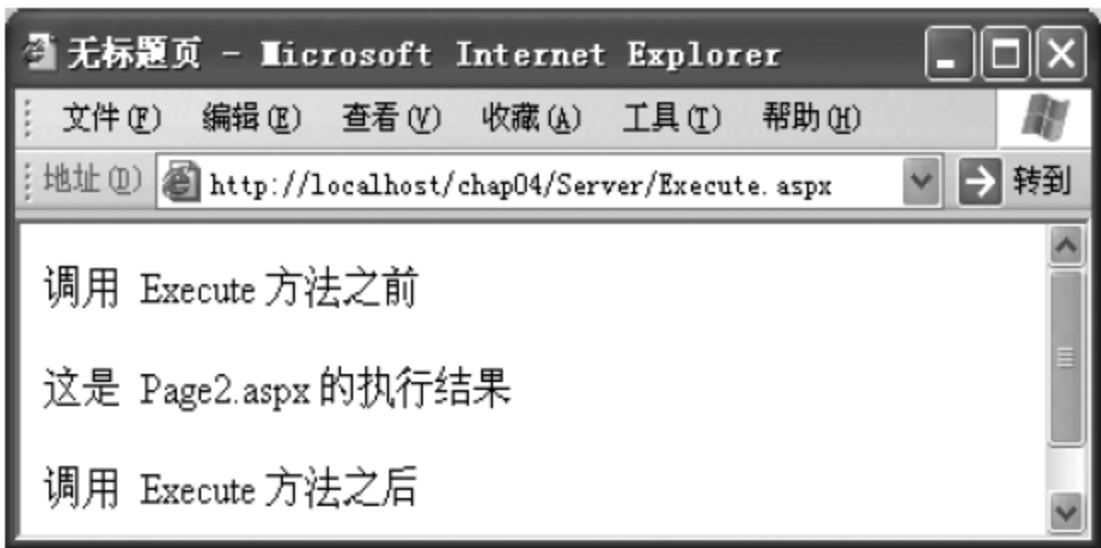 无标题页 - Microsoft Internet Explorer
文件(F) 编辑(E) 查看(V) 收藏(A) 工具(T) 帮助(H)
地址(D) http://localhost/chap04/Server/Execute.aspx 转到
调用 Execute 方法之前
这是 Page2.aspx 的执行结果
调用 Execute 方法之后